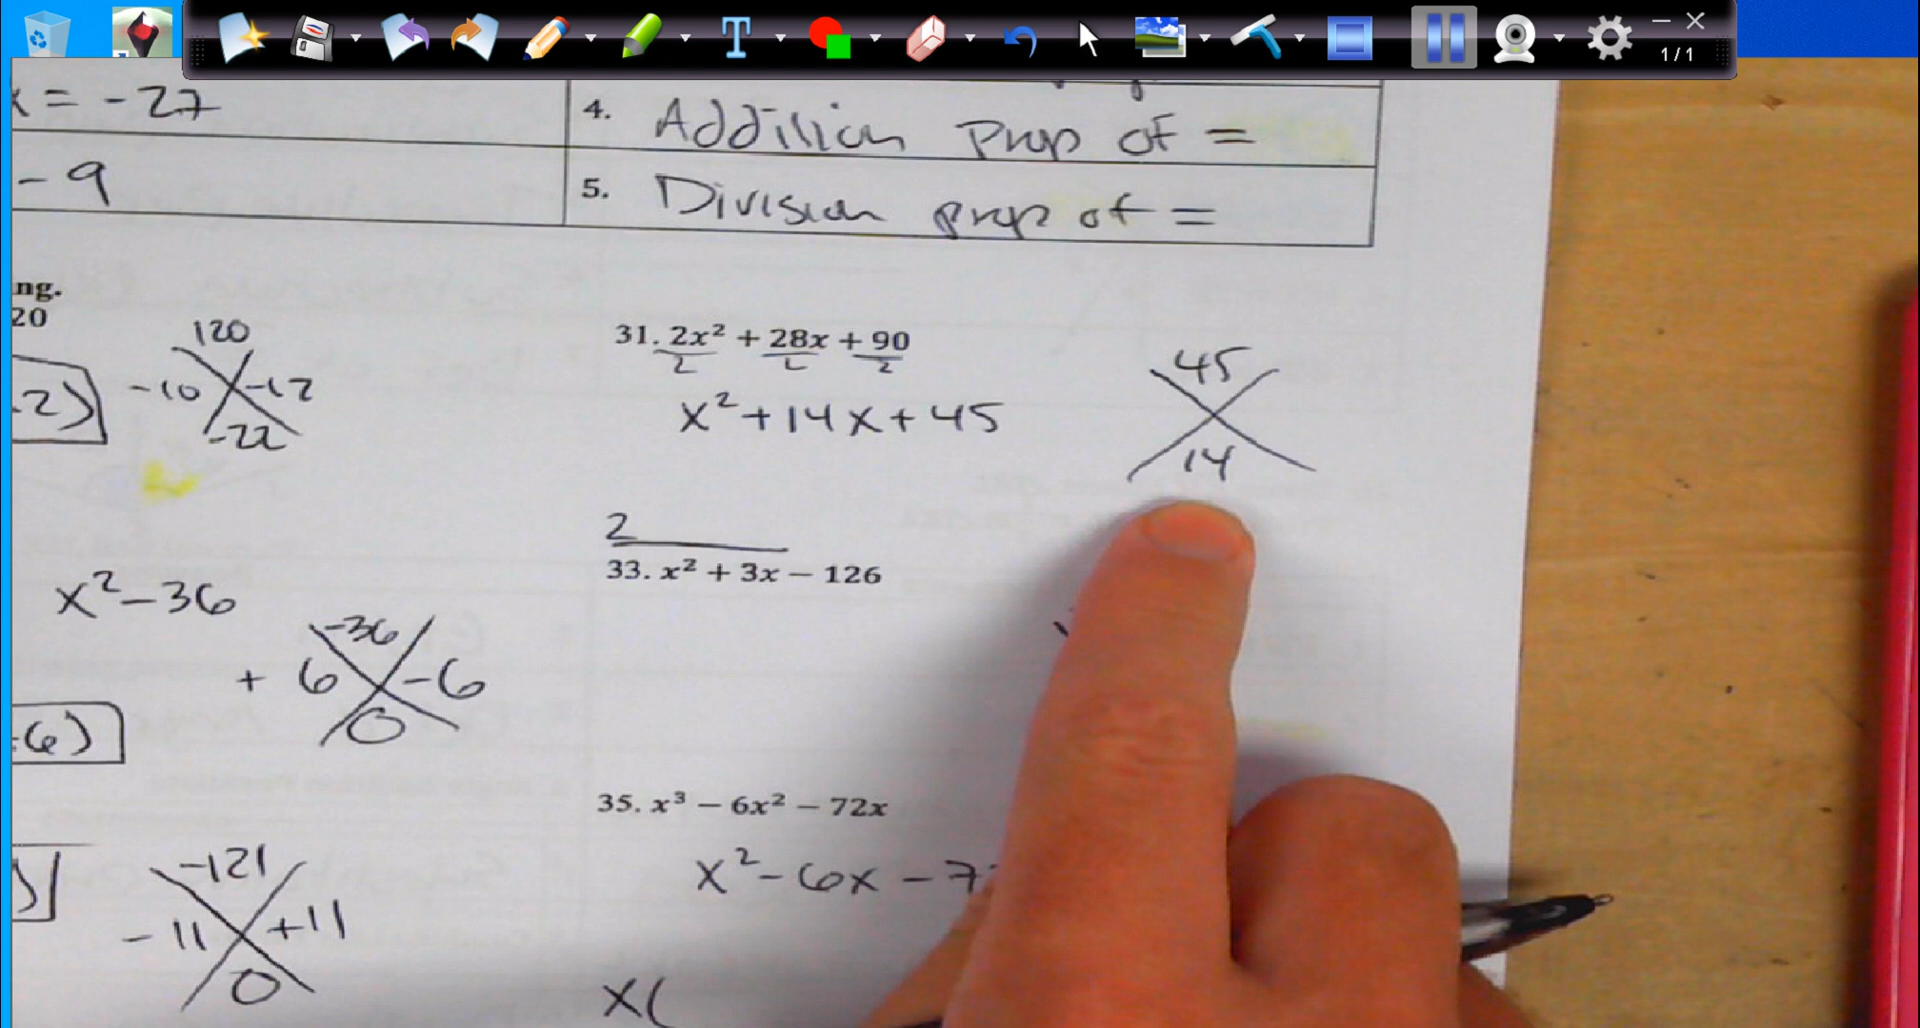 1/1
x = -27
4. Addition Prop of =
-9
5. Division prop of =
ng.
20
120
-10 -12
-22
2)
31. 2x² + 28x + 90
2 2 2
x² + 14x + 45
45
14
2
33. x² + 3x − 126
x² - 36
-36
+ 6 -6
0
6)
35. x³ − 6x² − 72x
x² - 6x - 7
-121
-11 +11
0
)
x(